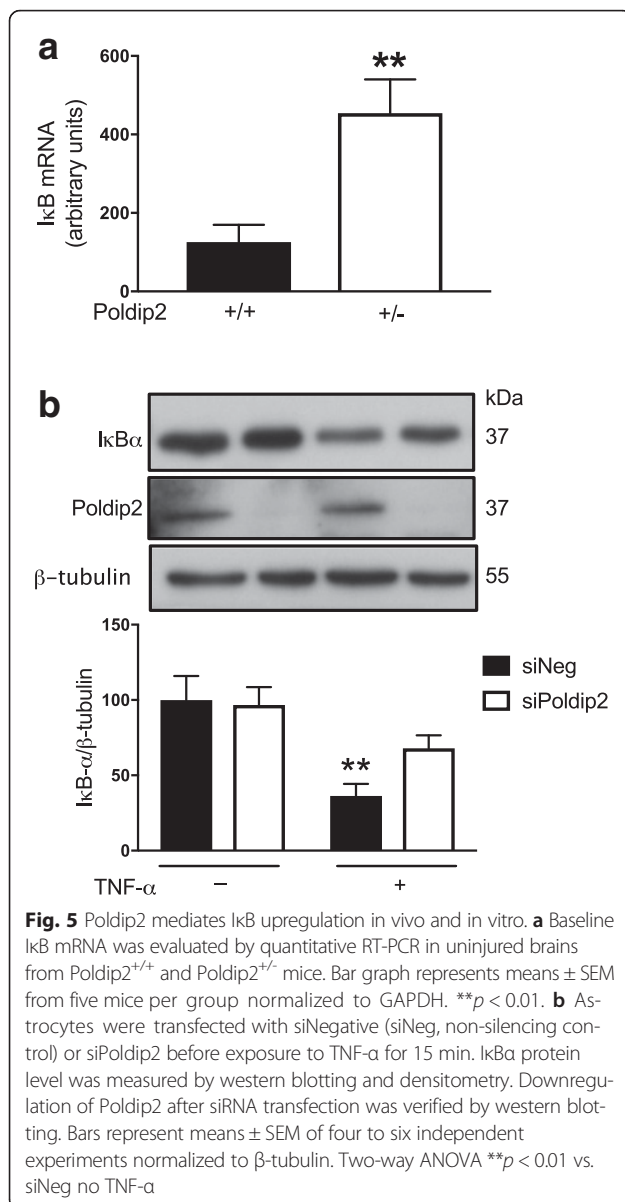 a
**
600
400
200
0
IκB mRNA
(arbitrary units)
Poldip2 +/+ +/-
b
kDa
IκBα 37
Poldip2 37
β-tubulin 55
150
100
50
0
IκB-α/β-tubulin
**
siNeg
siPoldip2
TNF-α − +
Fig. 5 Poldip2 mediates IκB upregulation in vivo and in vitro. a Baseline
IκB mRNA was evaluated by quantitative RT-PCR in uninjured brains
from Poldip2+/+ and Poldip2+/- mice. Bar graph represents means ± SEM
from five mice per group normalized to GAPDH. **p < 0.01. b As-
trocytes were transfected with siNegative (siNeg, non-silencing con-
trol) or siPoldip2 before exposure to TNF-α for 15 min. IκBα protein
level was measured by western blotting and densitometry. Downregu-
lation of Poldip2 after siRNA transfection was verified by western blot-
ting. Bars represent means ± SEM of four to six independent
experiments normalized to β-tubulin. Two-way ANOVA **p < 0.01 vs.
siNeg no TNF-α